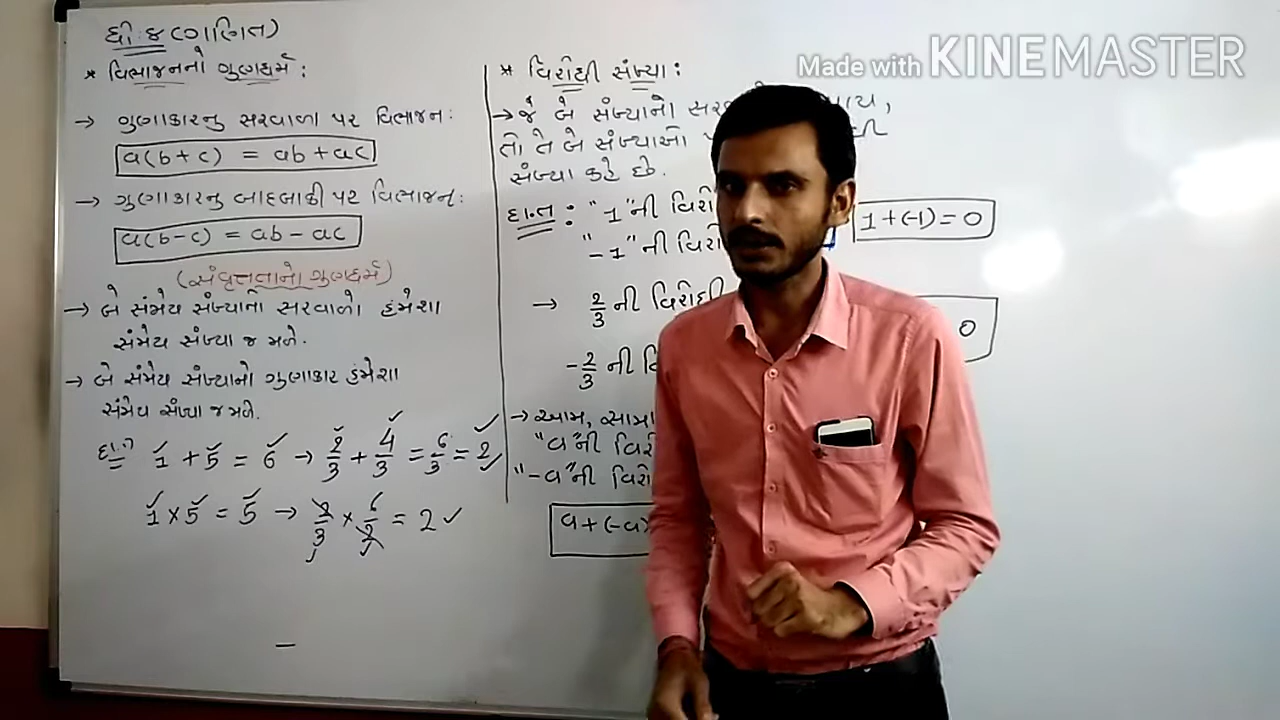 ધો ૪ (ગણિત)
* વિભાજનનો ગુણધર્મ :
→ ગુણાકારનુ સરવાળા પર વિભાજન :
a(b+c) = ab+ac
→ ગુણાકારનુ બાદબાકી પર વિભાજન :
a(b-c) = ab-ac
(સંવૃત્તતાનો ગુણધર્મ)
→ બે સંમેય સંખ્યાનો સરવાળો હંમેશા
સંમેય સંખ્યા જ મળે.
→ બે સંમેય સંખ્યાનો ગુણાકાર હંમેશા
સંમેય સંખ્યા જ મળે.
દા.ત 1 + 5 = 6 → 2/3 + 4/3 = 6/3 = 2
1 × 5 = 5 → 2/3 × 6/2 = 2
* વિરોધી સંખ્યા :
→ જે બે સંખ્યાનો
તો તે બે સંખ્યાઓ
સંખ્યા કહે છે.
દા.ત : "1"ની
"-1"ની
1+(-1)=0
→ 2/3 ની વિરોધી
-2/3 ની
0
→ આમ,
"a"ની
"-a"ની
a+(-a)
Made with KINEMASTER